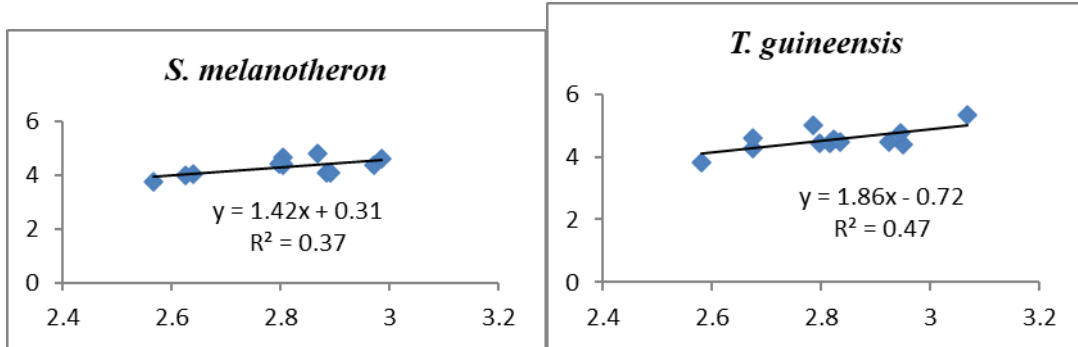 S. melanotheron
6
4
2
0
2.4 2.6 2.8 3 3.2
y = 1.42x + 0.31
R² = 0.37
T. guineensis
6
4
2
0
2.4 2.6 2.8 3 3.2
y = 1.86x - 0.72
R² = 0.47